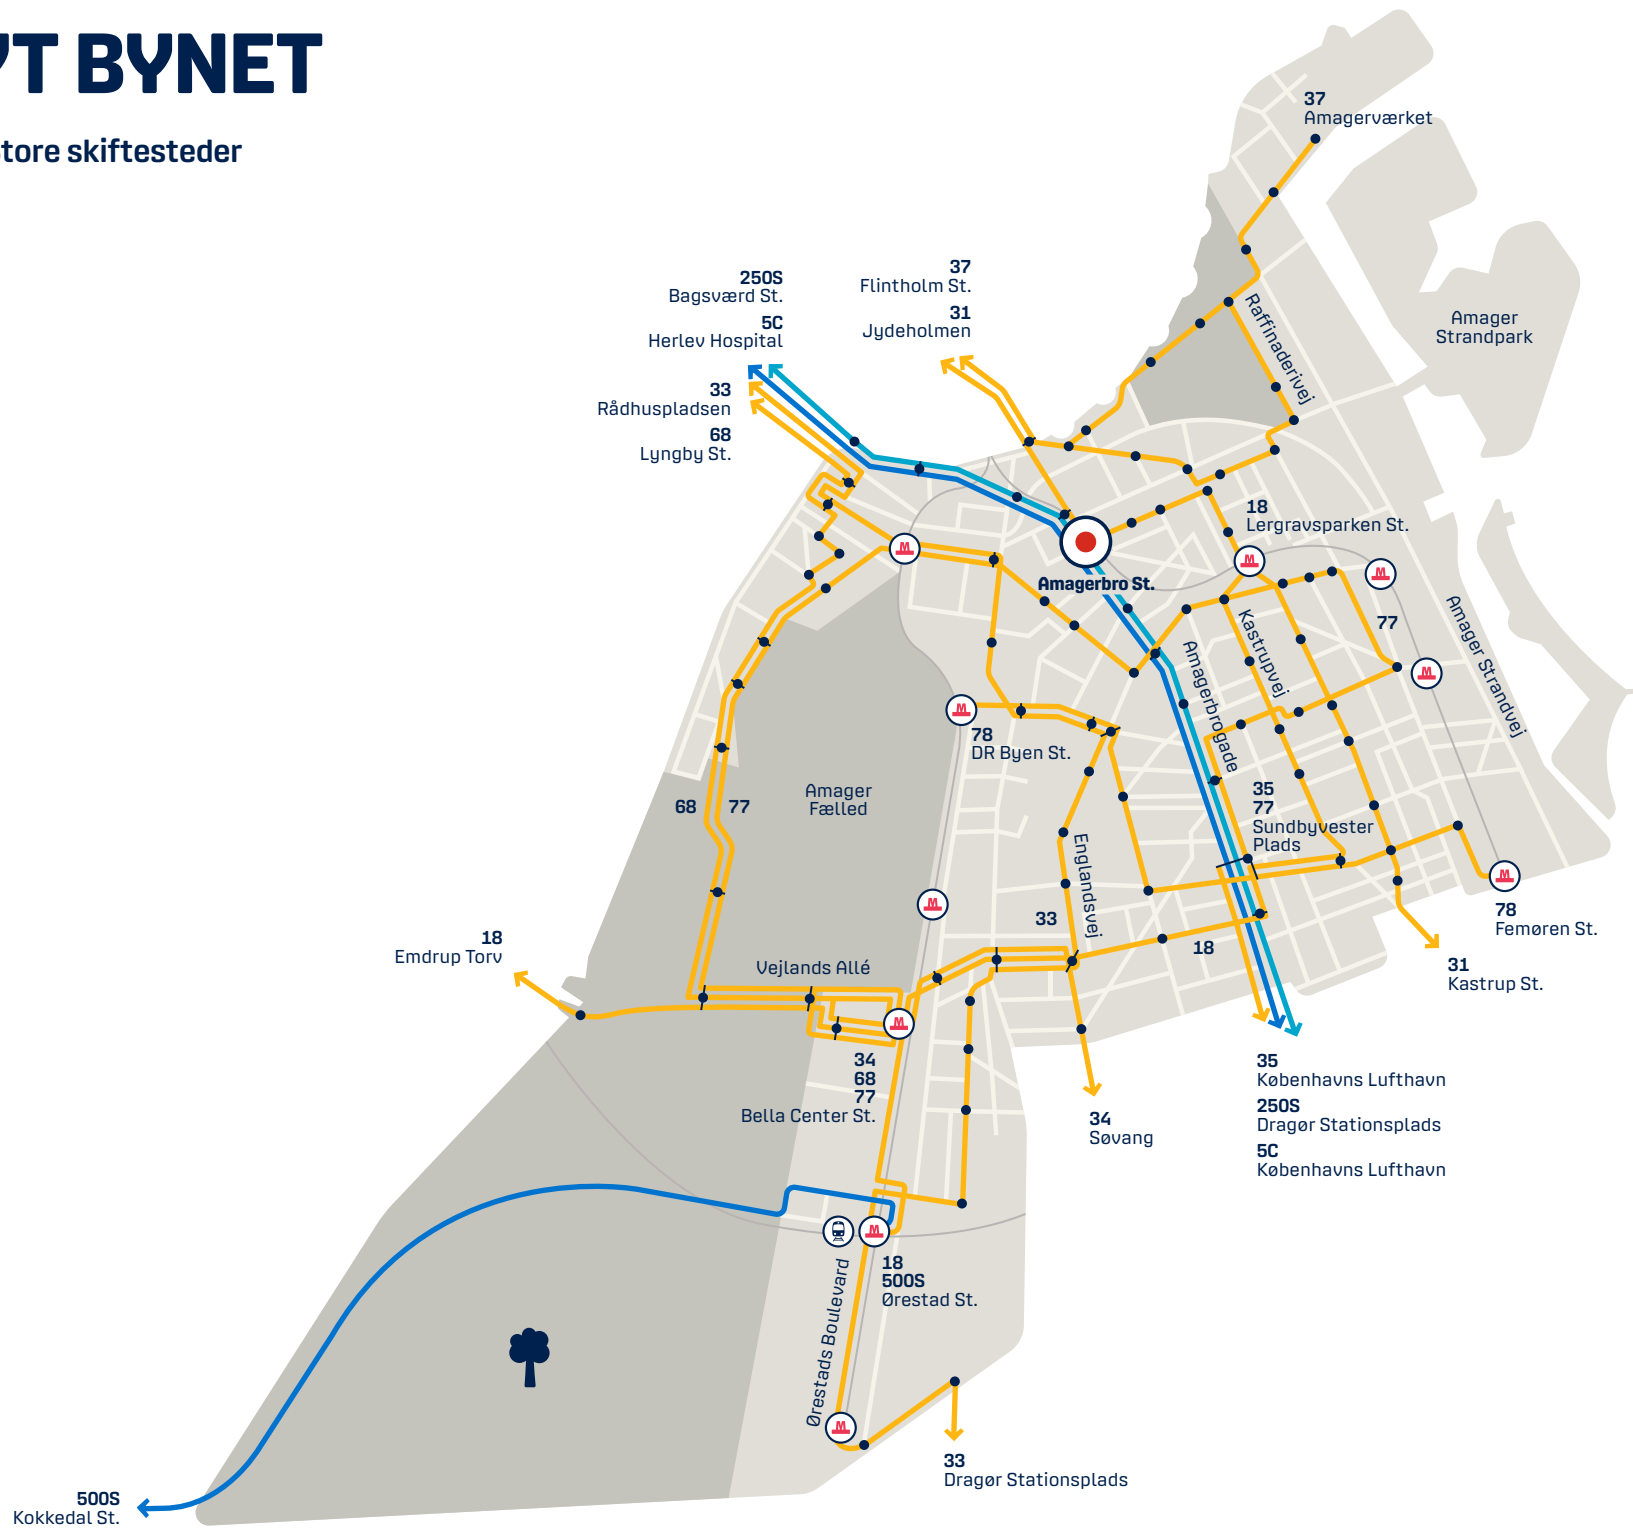 YT BYNET
tore skiftesteder
37
Amagerværket
250S
Bagsværd St.
5C
Herlev Hospital
33
Rådhuspladsen
68
Lyngby St.
37
Flintholm St.
31
Jydeholmen
Raffinaderivej
Amager
Strandpark
18
Lergravsparken St.
Amagerbro St.
77
Kastrupvej
Amagerbrogade
Amager Strandvej
78
DR Byen St.
68
77
Amager
Fælled
35
77
Sundbyvester
Plads
Englandsvej
33
18
78
Femøren St.
31
Kastrup St.
18
Emdrup Torv
Vejlands Allé
34
68
77
Bella Center St.
35
Københavns Lufthavn
250S
Dragør Stationsplads
5C
Københavns Lufthavn
34
Søvang
18
500S
Ørestad St.
Ørestads Boulevard
33
Dragør Stationsplads
500S
Kokkedal St.